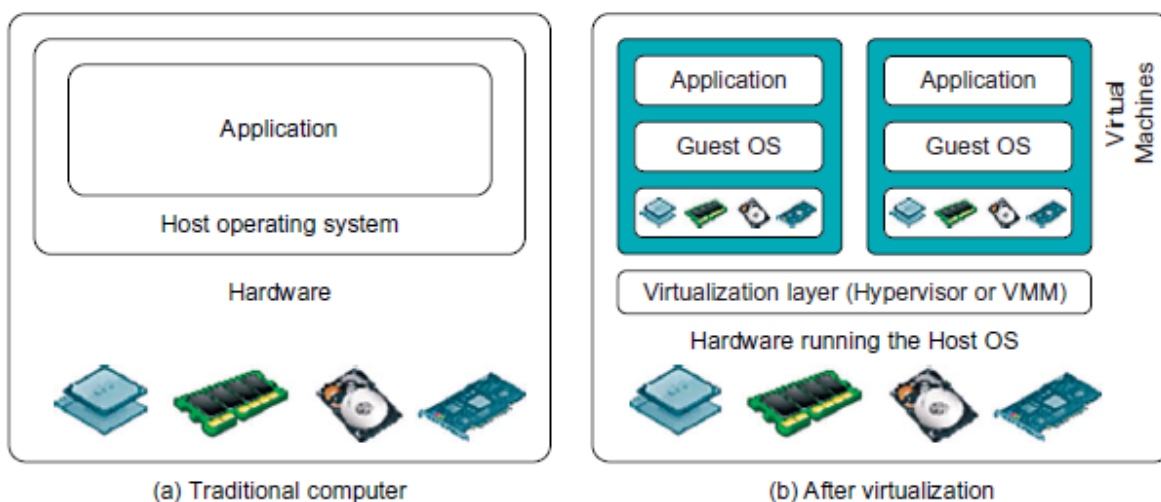 Application
Host operating system
Hardware
(a) Traditional computer
Application
Guest OS
Application
Guest OS
Virtual
Machines
Virtualization layer (Hypervisor or VMM)
Hardware running the Host OS
(b) After virtualization